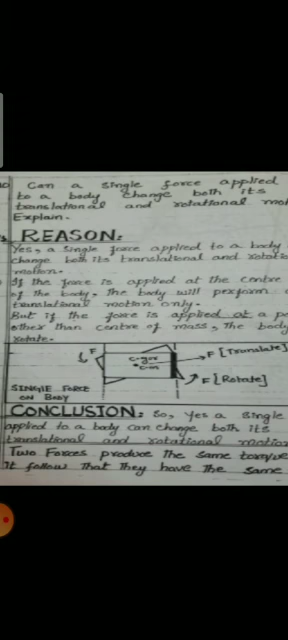 Can a single force applied
to a body change both its
translational and rotational mot
Explain.
REASON:
Yes, a single force applied to a body
change both its translational and rotatio
motion.
If the force is applied at the centre
of the body, the body will perform
translational motion only.
But if the force is applied at a po
other than centre of mass, the body
rotate.
F
F [Translate]
c.m
F [Rotate]
SINGLE FORCE
ON BODY
CONCLUSION: So, yes a single
applied to a body can change both its
translational and rotational motion
Two Forces produce the same torque
It follow that they have the same